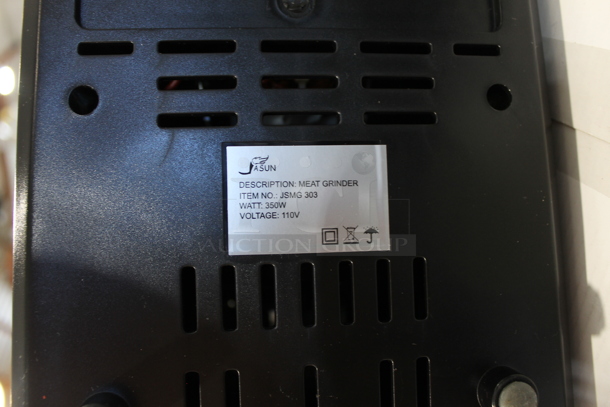 JASUN
DESCRIPTION: MEAT GRINDER
ITEM NO.: JSMG 303
WATT: 350W
VOLTAGE: 110V
AUCTION GROUP